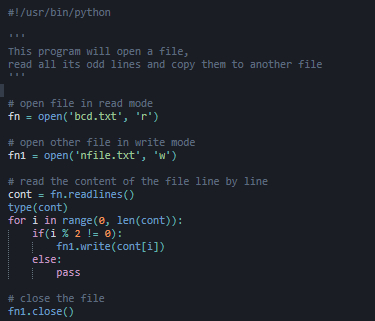 #!/usr/bin/python
'''
This program will open a file,
read all its odd lines and copy them to another file
'''
# open file in read mode
fn = open('bcd.txt', 'r')
# open other file in write mode
fn1 = open('nfile.txt', 'w')
# read the content of the file line by line
cont = fn.readlines()
type(cont)
for i in range(0, len(cont)):
    if(i % 2 != 0):
        fn1.write(cont[i])
    else:
        pass
# close the file
fn1.close()